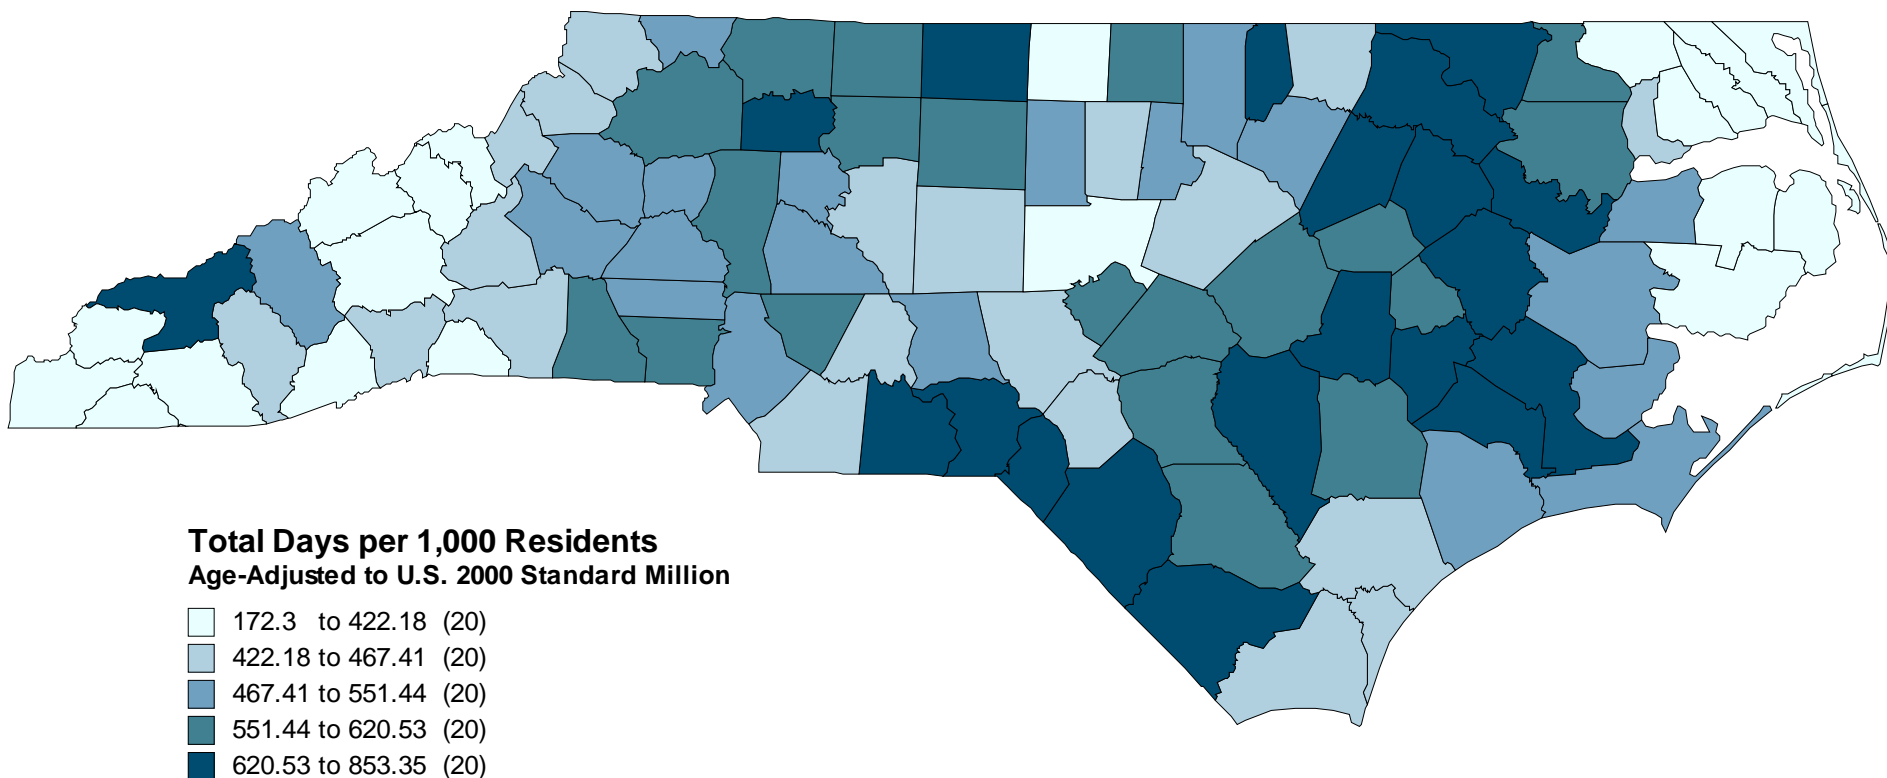 Total Days per 1,000 Residents
Age-Adjusted to U.S. 2000 Standard Million
172.3 to 422.18 (20)
422.18 to 467.41 (20)
467.41 to 551.44 (20)
551.44 to 620.53 (20)
620.53 to 853.35 (20)